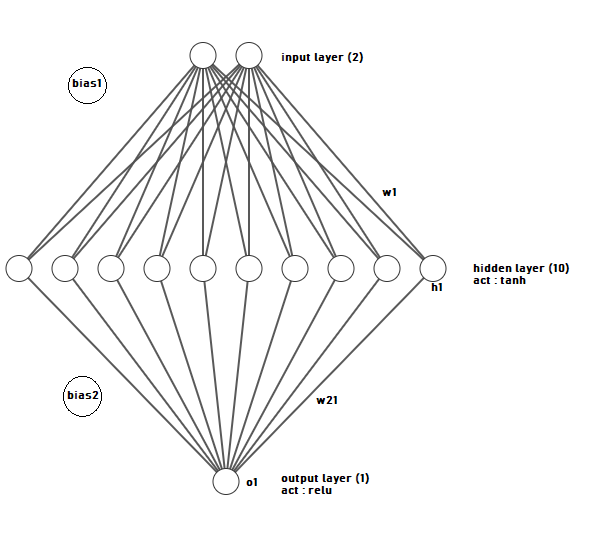 input layer (2)
bias1
w1
hidden layer (10)
act : tanh
h1
bias2
w21
o1
output layer (1)
act : relu